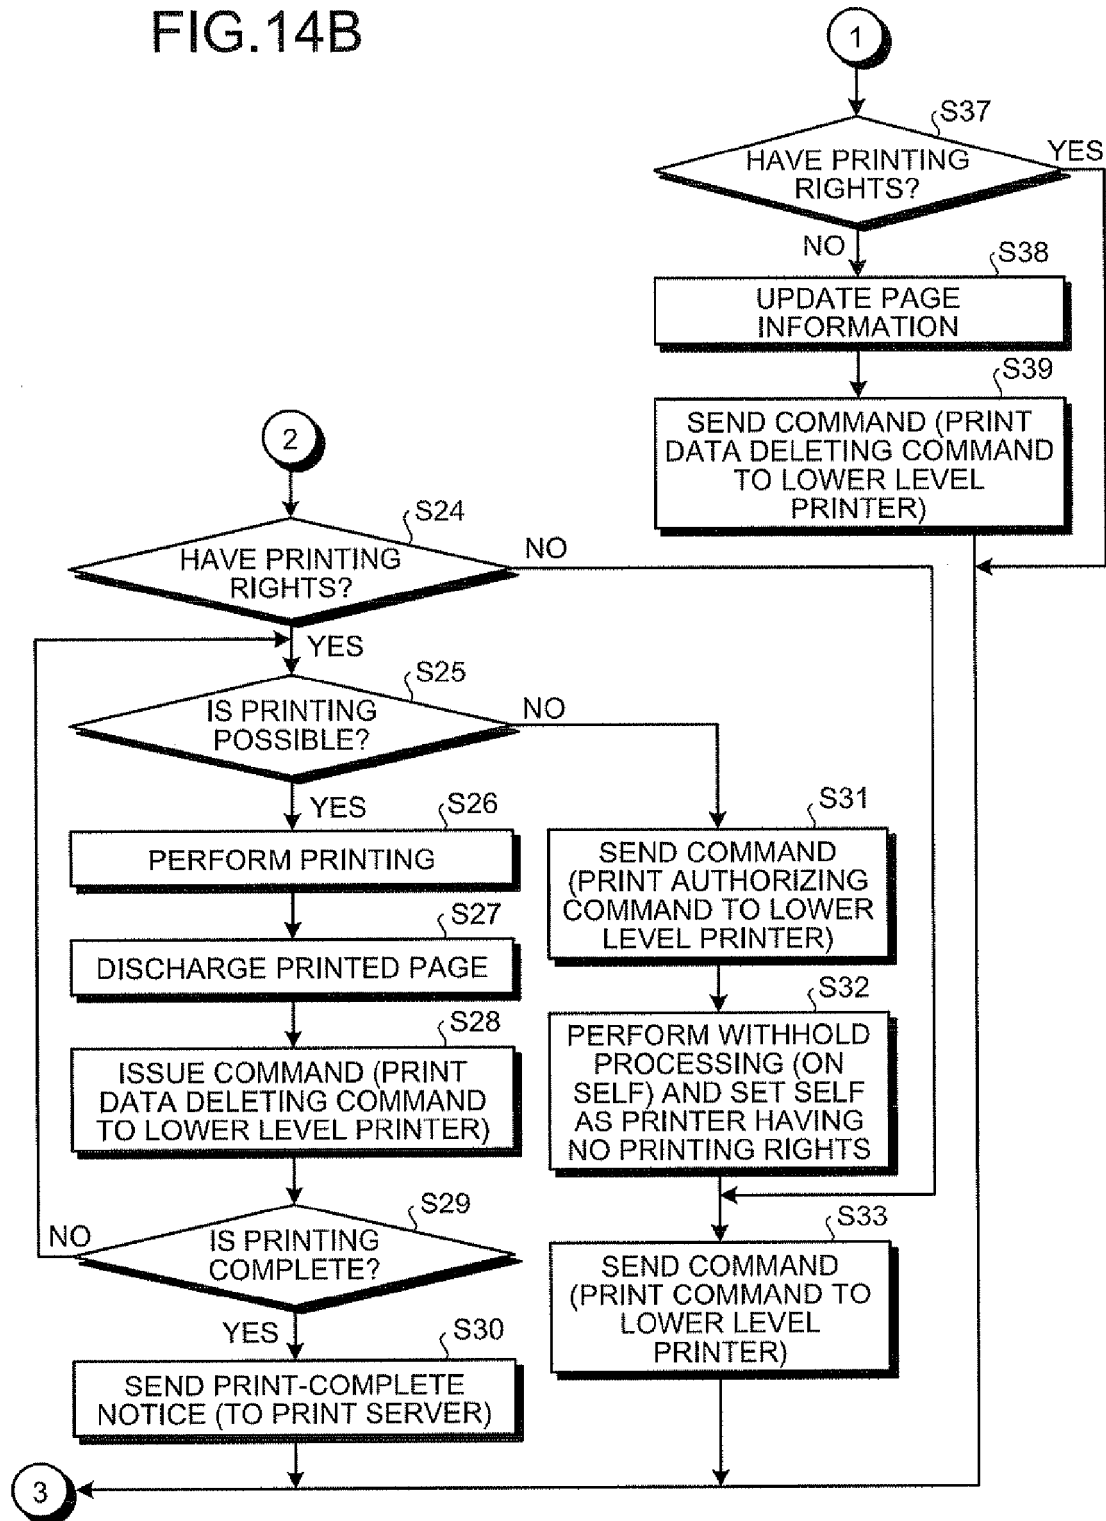 FIG.14B
1
S37
HAVE PRINTING
RIGHTS?
YES
NO
S38
UPDATE PAGE
INFORMATION
S39
SEND COMMAND (PRINT
DATA DELETING COMMAND
TO LOWER LEVEL
PRINTER)
2
S24
HAVE PRINTING
RIGHTS?
NO
YES
S25
IS PRINTING
POSSIBLE?
NO
YES
S26
PERFORM PRINTING
S27
DISCHARGE PRINTED PAGE
S28
ISSUE COMMAND (PRINT
DATA DELETING COMMAND
TO LOWER LEVEL PRINTER)
S29
IS PRINTING
COMPLETE?
NO
YES
S30
SEND PRINT-COMPLETE
NOTICE (TO PRINT SERVER)
S31
SEND COMMAND
(PRINT AUTHORIZING
COMMAND TO LOWER
LEVEL PRINTER)
S32
PERFORM WITHHOLD
PROCESSING (ON
SELF) AND SET SELF
AS PRINTER HAVING
NO PRINTING RIGHTS
S33
SEND COMMAND
(PRINT COMMAND TO
LOWER LEVEL
PRINTER)
3